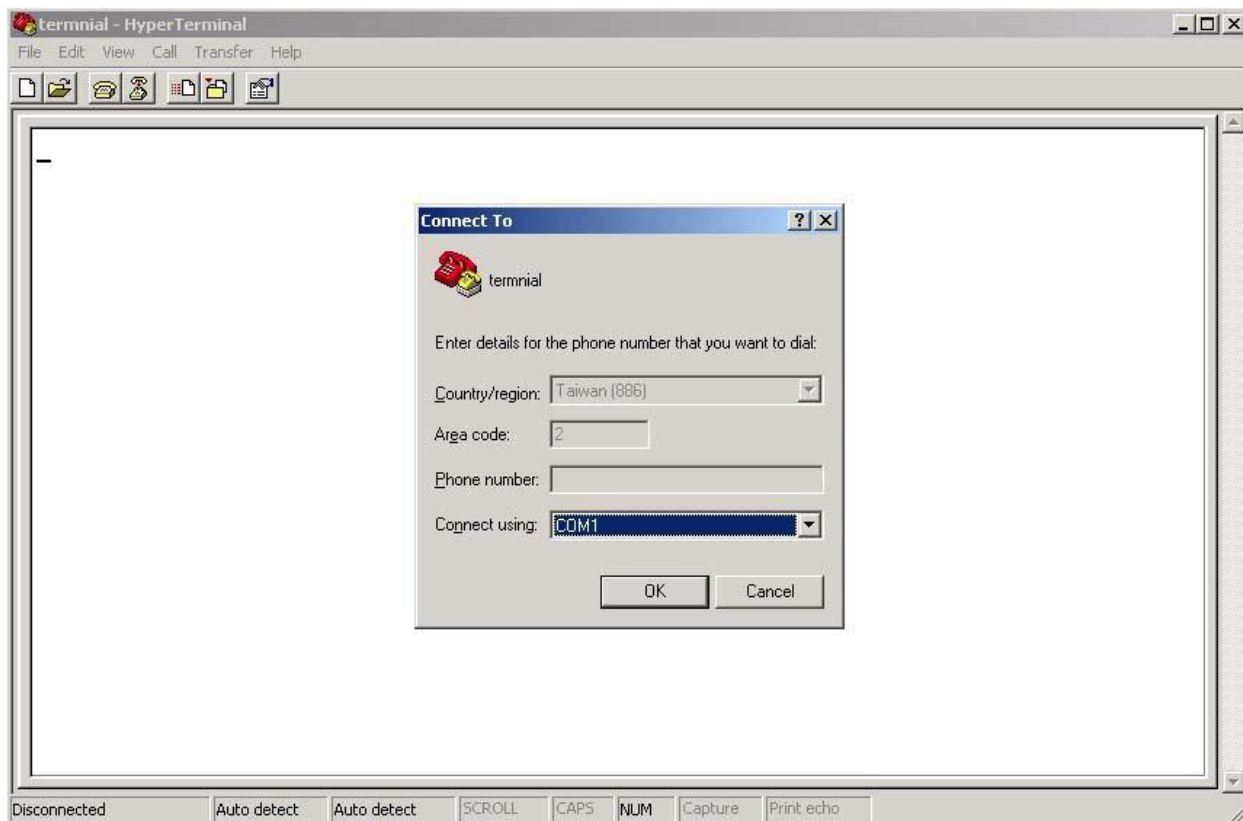 termnial - HyperTerminal
File Edit View Call Transfer Help
Connect To
termnial
Enter details for the phone number that you want to dial:
Country/region: Taiwan (886)
Area code: 2
Phone number:
Connect using: COM1
OK Cancel
Disconnected Auto detect Auto detect SCROLL CAPS NUM Capture Print echo